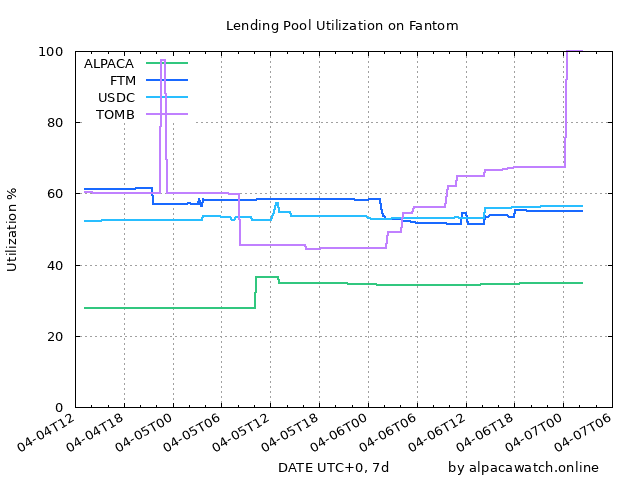 Lending Pool Utilization on Fantom
ALPACA
FTM
USDC
TOMB
Utilization %
100
80
60
40
20
0
04-04T12 04-04T18 04-05T00 04-05T06 04-05T12 04-05T18 04-06T00 04-06T06 04-06T12 04-06T18 04-07T00 04-07T06
DATE UTC+0, 7d by alpacawatch.online